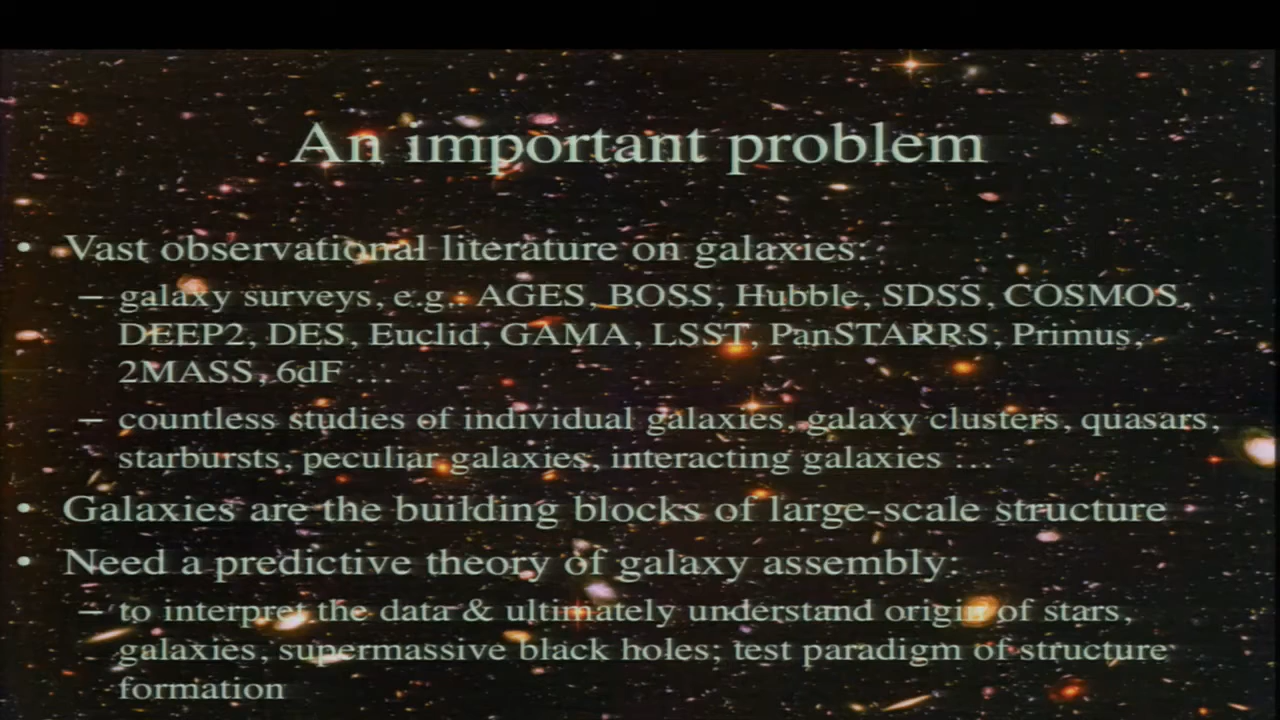 An important problem
• Vast observational literature on galaxies:
– galaxy surveys, e.g.. AGES, BOSS, Hubble, SDSS, COSMOS,
DEEP2, DES, Euclid, GAMA, LSST, PanSTARRS, Primus,
2MASS, 6dF …
– countless studies of individual galaxies, galaxy clusters, quasars,
starbursts, peculiar galaxies, interacting galaxies …
• Galaxies are the building blocks of large-scale structure
• Need a predictive theory of galaxy assembly:
– to interpret the data & ultimately understand origin of stars,
galaxies, supermassive black holes; test paradigm of structure
formation